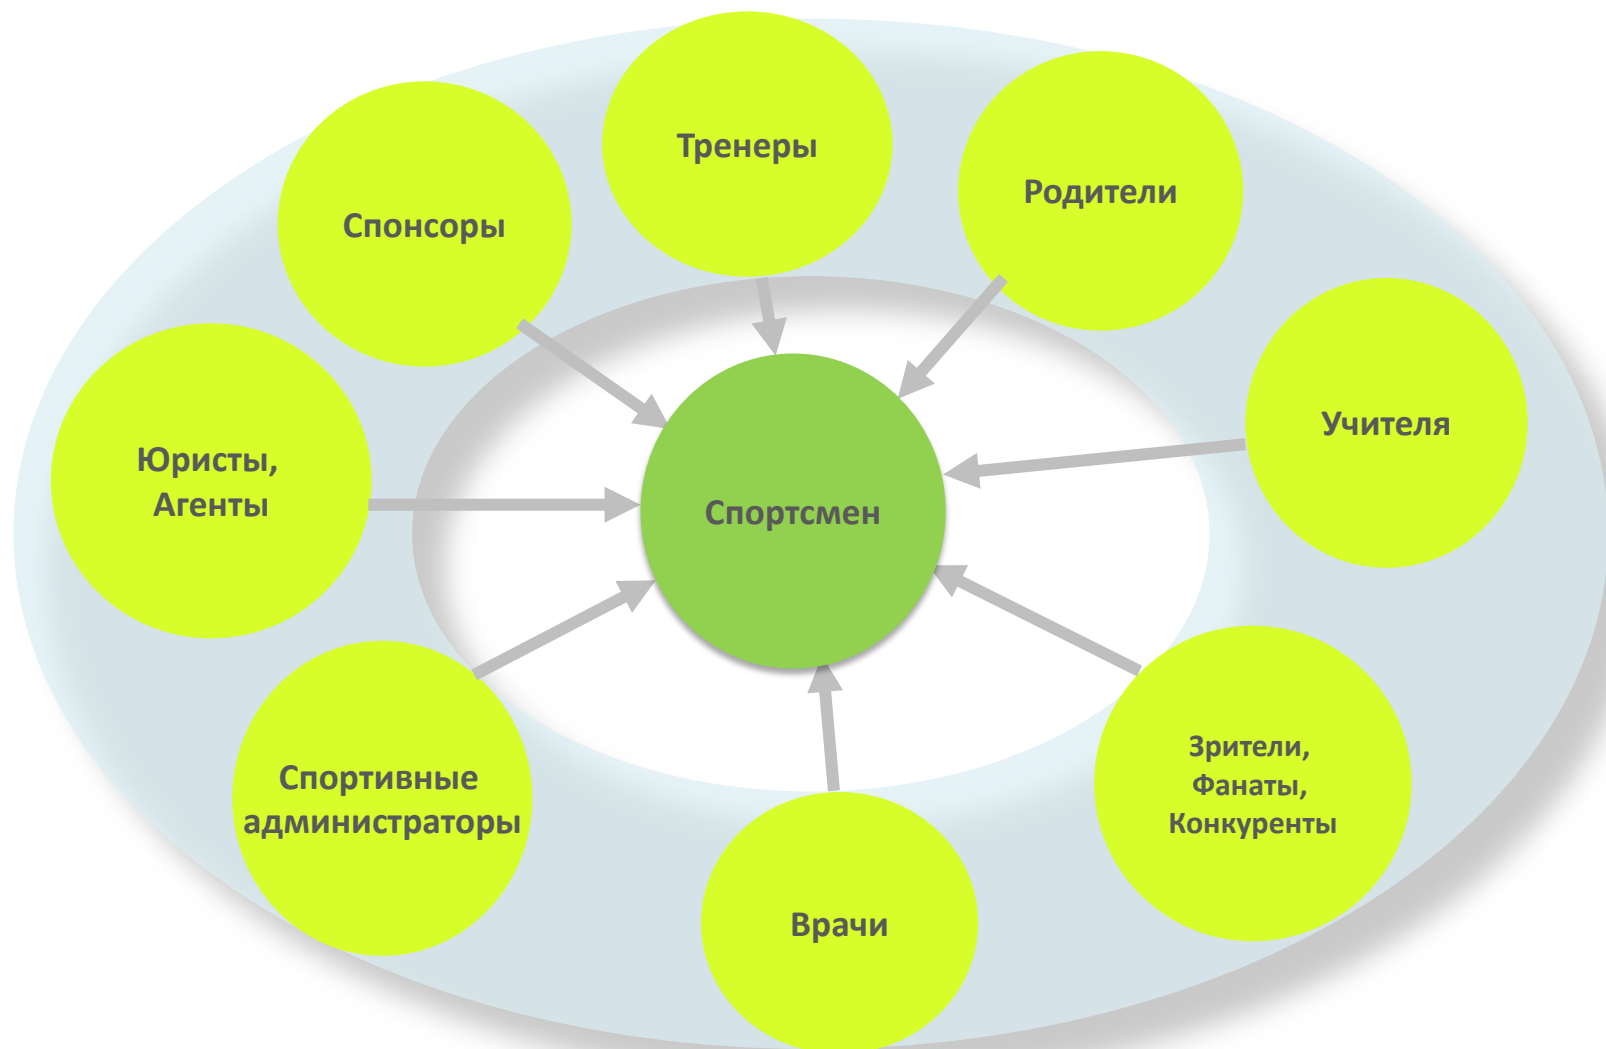 Тренеры
Родители
Спонсоры
Учителя
Юристы,
Агенты
Спортсмен
Спортивные
администраторы
Зрители,
Фанаты,
Конкуренты
Врачи